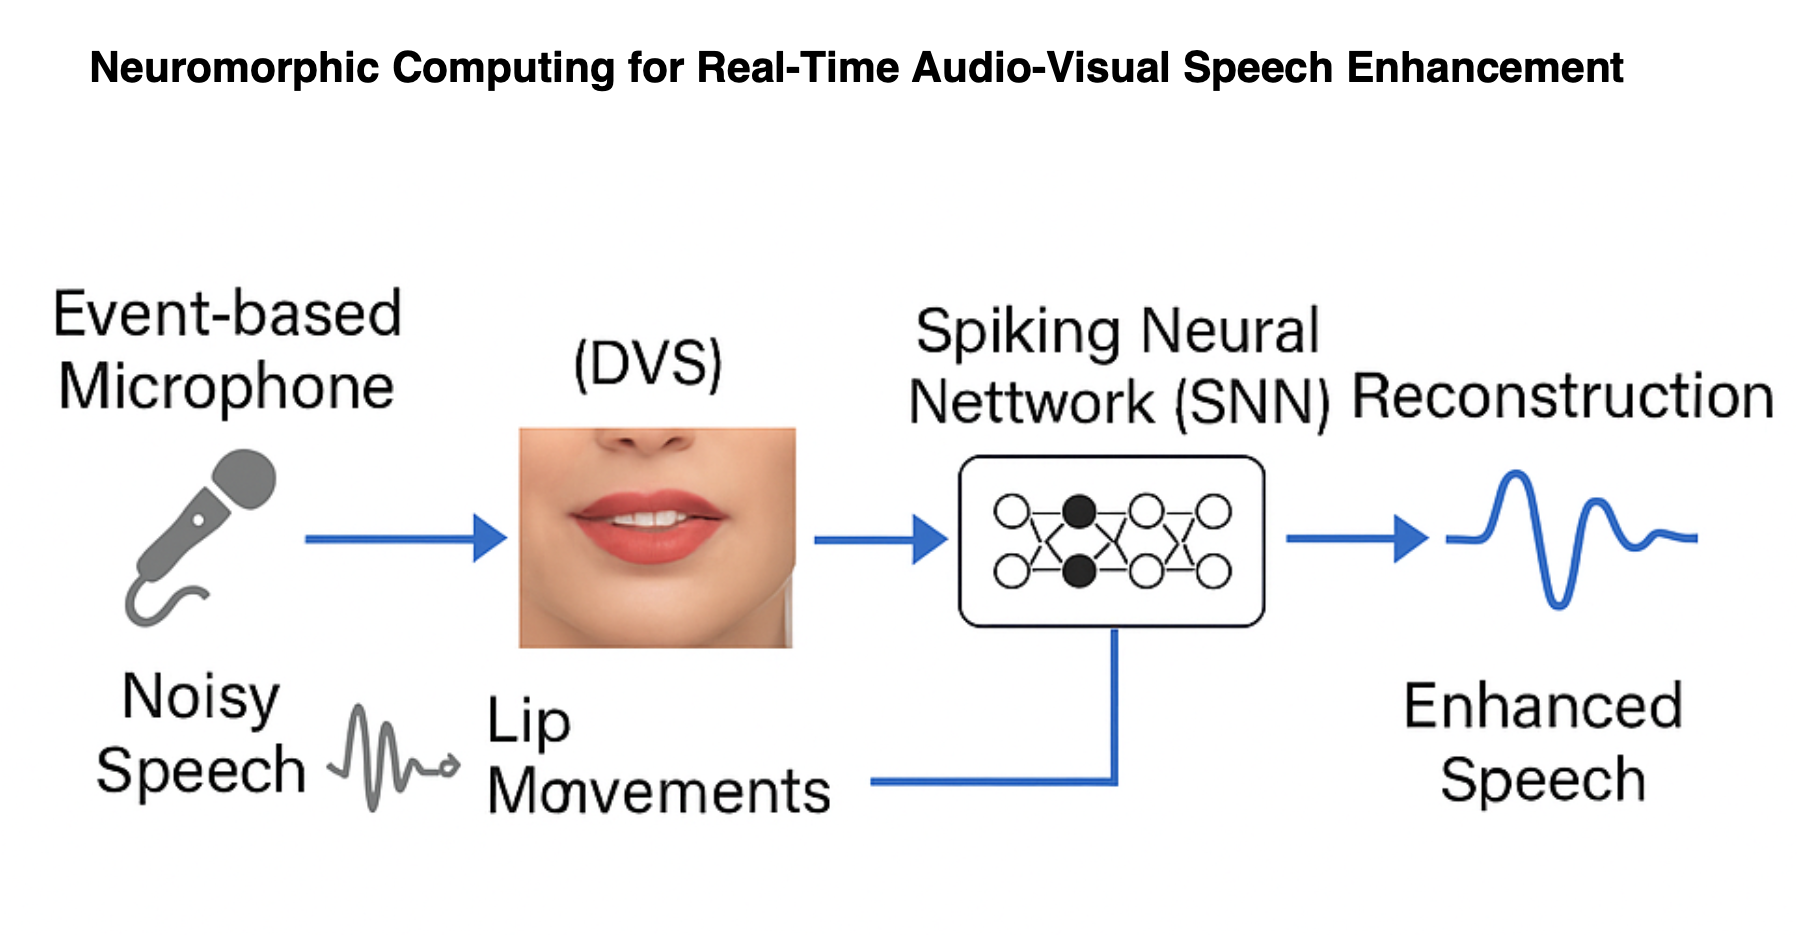 Neuromorphic Computing for Real-Time Audio-Visual Speech Enhancement
Event-based
Microphone
(DVS)
Spiking Neural
Nettwork (SNN)
Reconstruction
Noisy
Speech
Lip
Movements
Enhanced
Speech